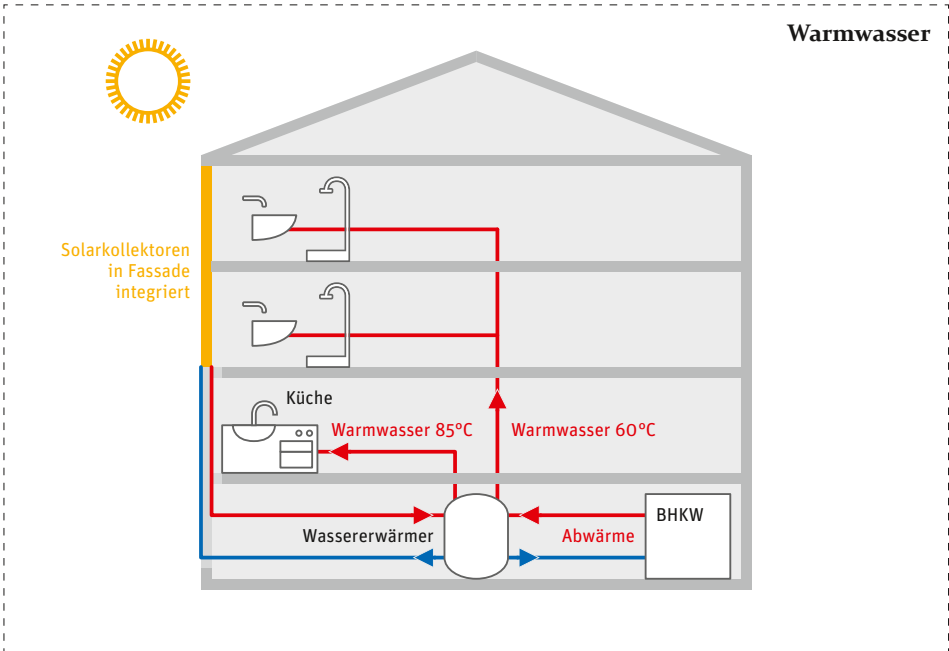 Warmwasser
Solarkollektoren
in Fassade
integriert
Küche
Warmwasser 85°C
Warmwasser 60°C
BHKW
Wassererwärmer
Abwärme